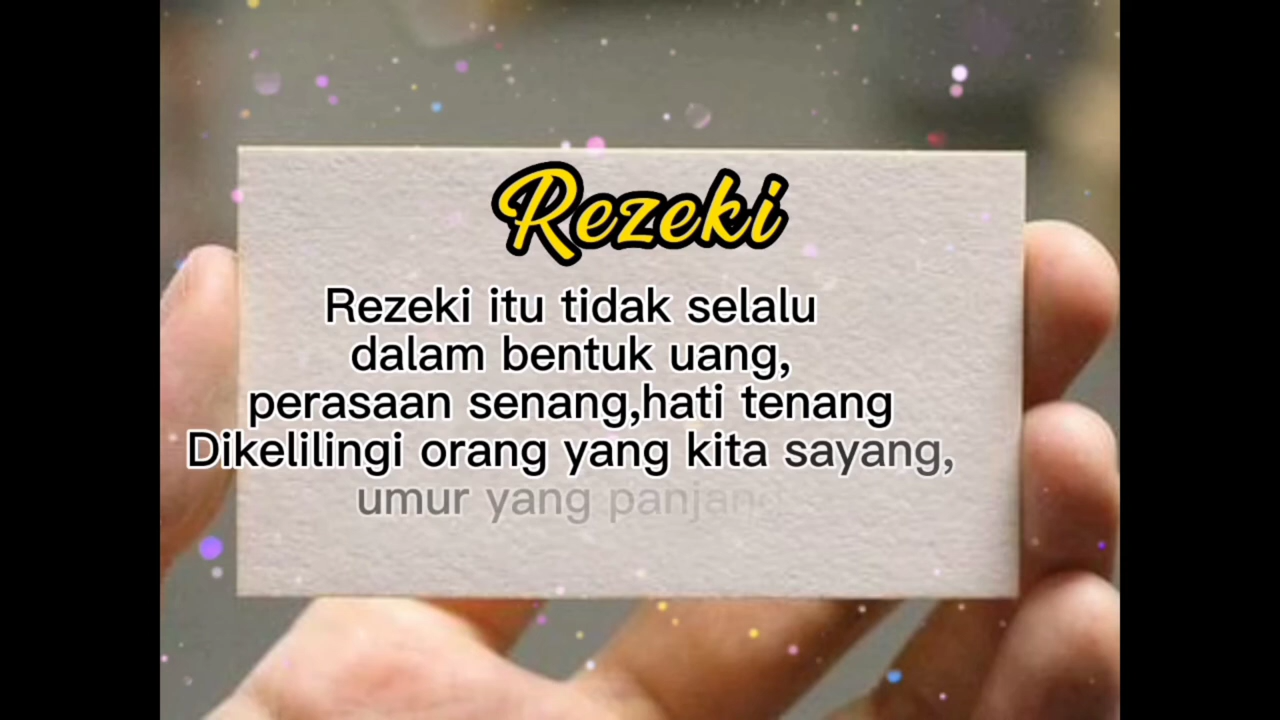 Rezeki
Rezeki itu tidak selalu
dalam bentuk uang,
perasaan senang,hati tenang
Dikelilingi orang yang kita sayang,
umur yang panjang